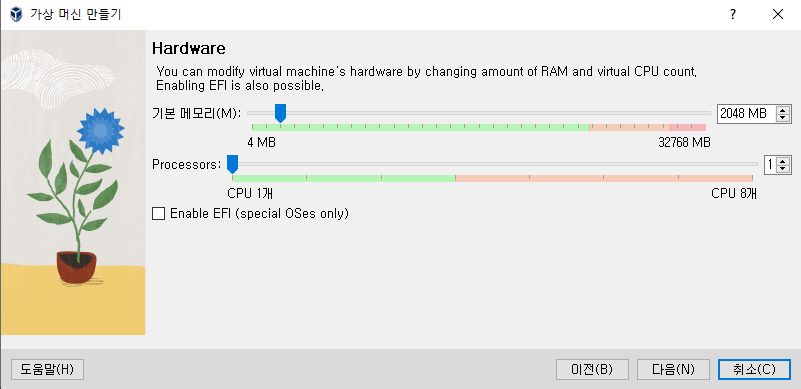 가상 머신 만들기
?
Hardware
You can modify virtual machine's hardware by changing amount of RAM and virtual CPU count.
Enabling EFI is also possible.
기본 메모리(M):
2048 MB
4 MB
32768 MB
Processors:
1
CPU 1개
CPU 8개
Enable EFI (special OSes only)
도움말(H)
이전(B)
다음(N)
취소(C)